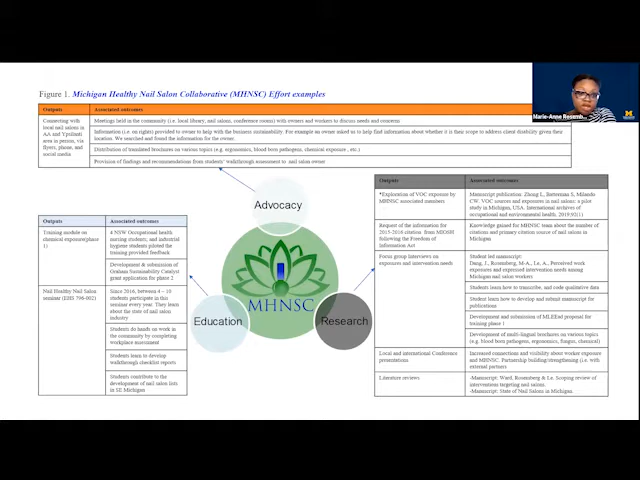 Figure 1. Michigan Healthy Nail Salon Collaborative (MHNSC) Effort examples
Outputs
Associated outcomes
Connecting with
local nail salons in
AA and Ypsilanti
area in person, via
flyers, phone, and
social media
Meetings held in the community (i.e. local library, nail salons, conference rooms) with owners and workers to discuss needs and concerns
Information (i.e. on rights) provided to owner to help with the business sustainability. For example an owner asked us to help find information about whether it is their scope to address client disability given their
location. We searched and found the information for the owner.
Distribution of translated brochures on various topics (e.g. ergonomics, blood born pathogens, chemical exposure , etc.)
Provision of findings and recommendations from students' walkthrough assessment to nail salon owner
Marie-Anne
Advocacy
Education
Research
MHNSC
Outputs
Associated outcomes
Training module on
chemical exposure(phase
1)
Occupational health
nursing students, and industrial
hygiene students piloted the
training provided feedback
Development & submission of
Graham Sustainability Catalyst
grant application for phase 2
Nail Healthy Nail Salon
seminar (EHS 796-002)
Since 2016, between 4 – 10
students participate in this
seminar every year. They learn
about the state of nail salon
industry
Students do hands on work in
the community by completing
workplace assessment
Students learn to develop
walkthrough checklist reports
Students contribute to the
development of nail salon lists
in SE Michigan
Outputs
Associated outcomes
*Exploration of VOC exposure by
MHNSC associated members
Manuscript publication. Zhong L, Batterman S, Milando
CW. VOC sources and exposures in nail salons: a pilot
study in Michigan, USA. International archives of
occupational and environmental health, 2019;92(1)
Request of the information for
2015-2016 citation from MIOSH
following the Freedom of
Information Act
Knowledge gained for MHNSC team about the number of
citations and primary citation source of nail salons in
Michigan
Focus group interviews on
exposures and intervention needs
Student led manuscript:
Dang, J., Rosemberg, M-A., Le, A., Perceived work
exposures and expressed intervention needs among
Michigan nail salon workers
Students learn how to transcribe, and code qualitative data
Student learn how to develop and submit manuscript for
publications
Development and submission of MLEEnd proposal for
training phase 1
Development of multi-lingual brochures on various topics
(e.g. blood born pathogens, ergonomics, fungus, chemical)
Local and international Conference
presentations
Increased connections and visibility about worker exposure
and MHNSC. Partnership building/strengthening (i.e. with
external partners
Literature reviews
-Manuscript: Ward, Rosemberg & Le. Scoping review of
interventions targeting nail salons.
-Manuscript: State of Nail Salons in Michigan.